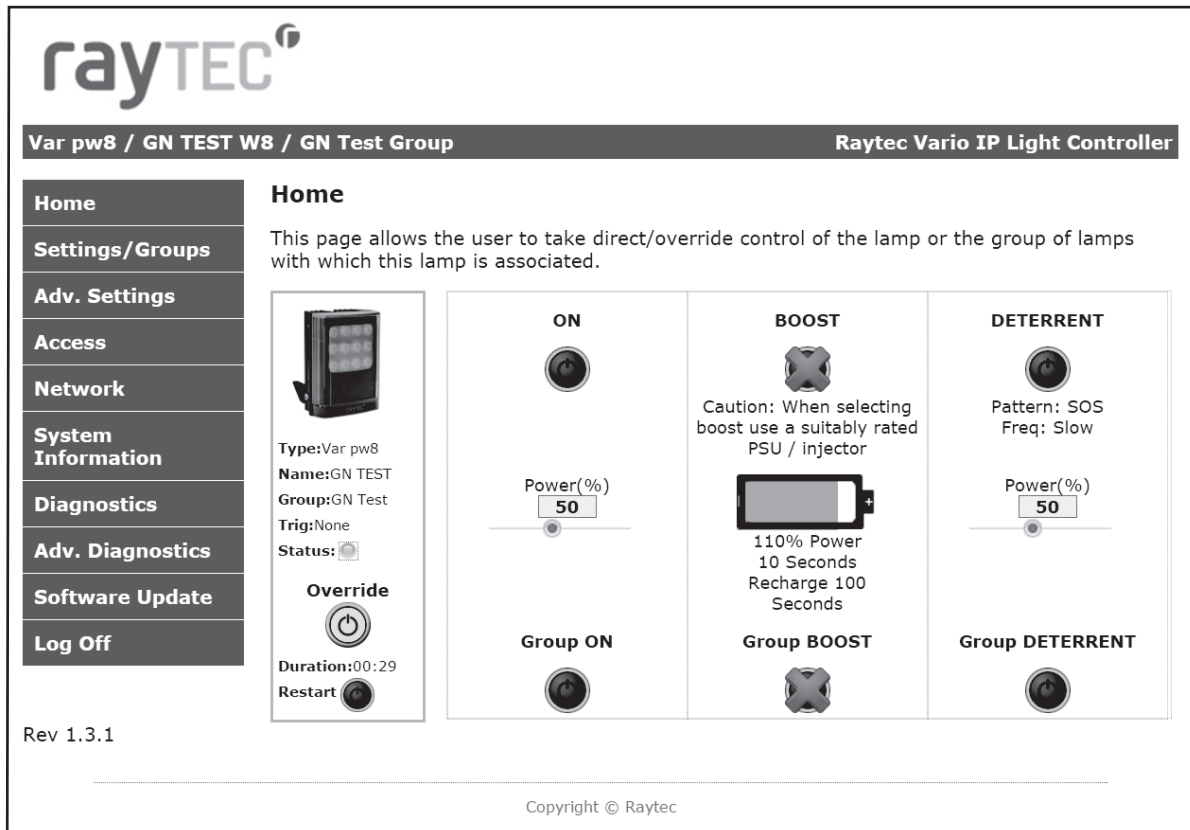 rayTEC
Var pw8 / GN TEST W8 / GN Test Group
Raytec Vario IP Light Controller
Home
Settings/Groups
Adv. Settings
Access
Network
System
Information
Diagnostics
Adv. Diagnostics
Software Update
Log Off
Rev 1.3.1
Home
This page allows the user to take direct/override control of the lamp or the group of lamps
with which this lamp is associated.
Type:Var pw8
Name:GN TEST
Group:GN Test
Trig:None
Status:
Override
Duration:00:29
Restart
ON
Power(%)
50
Group ON
BOOST
Caution: When selecting
boost use a suitably rated
PSU / injector
110% Power
10 Seconds
Recharge 100
Seconds
Group BOOST
DETERRENT
Pattern: SOS
Freq: Slow
Power(%)
50
Group DETERRENT
Copyright © Raytec